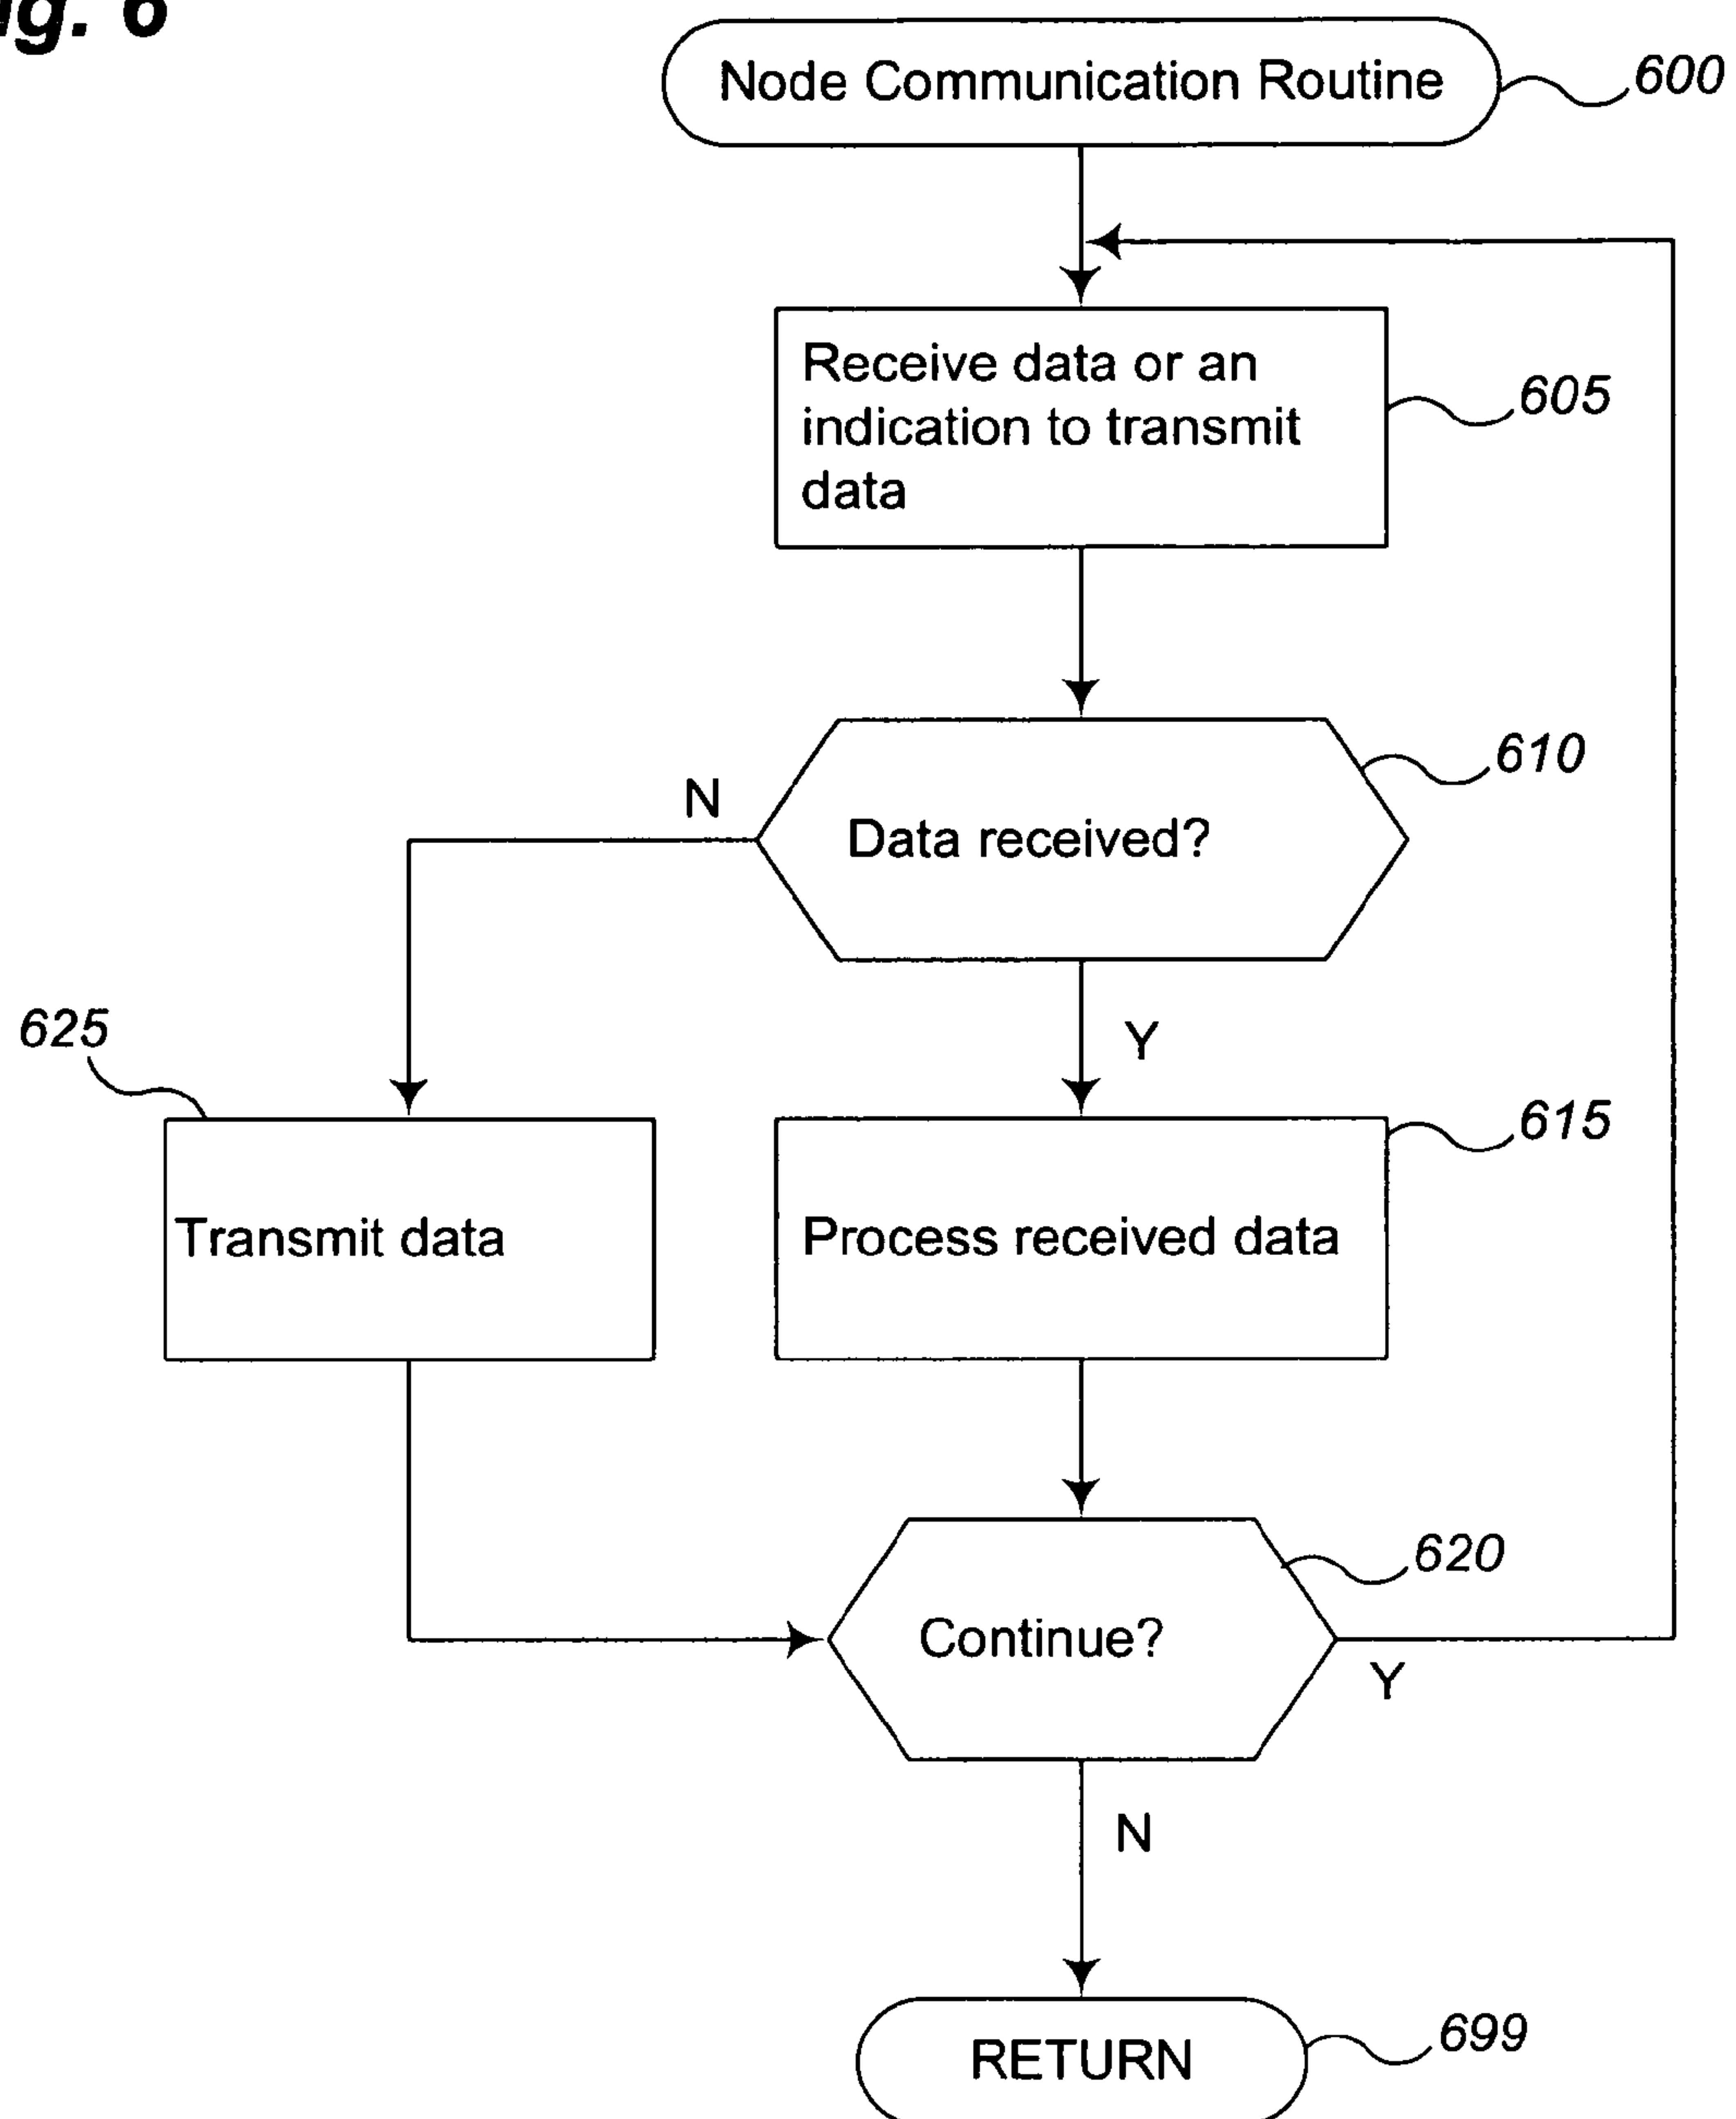 Fig. 6
Node Communication Routine
600
Receive data or an
indication to transmit
data
605
610
N
Data received?
Y
625
615
Transmit data
Process received data
620
Continue?
Y
N
699
RETURN